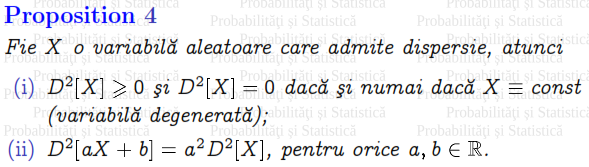 Proposition 4
Fie X o variabilă aleatoare care admite dispersie, atunci
(i) D²[X] ⩾ 0 şi D²[X] = 0 dacă şi numai dacă X ≡ const
(variabilă degenerată);
(ii) D²[aX + b] = a²D²[X], pentru orice a, b ∈ ℝ.